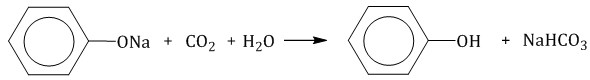 ONa + CO₂ + H₂O ⟶ OH + NaHCO₃